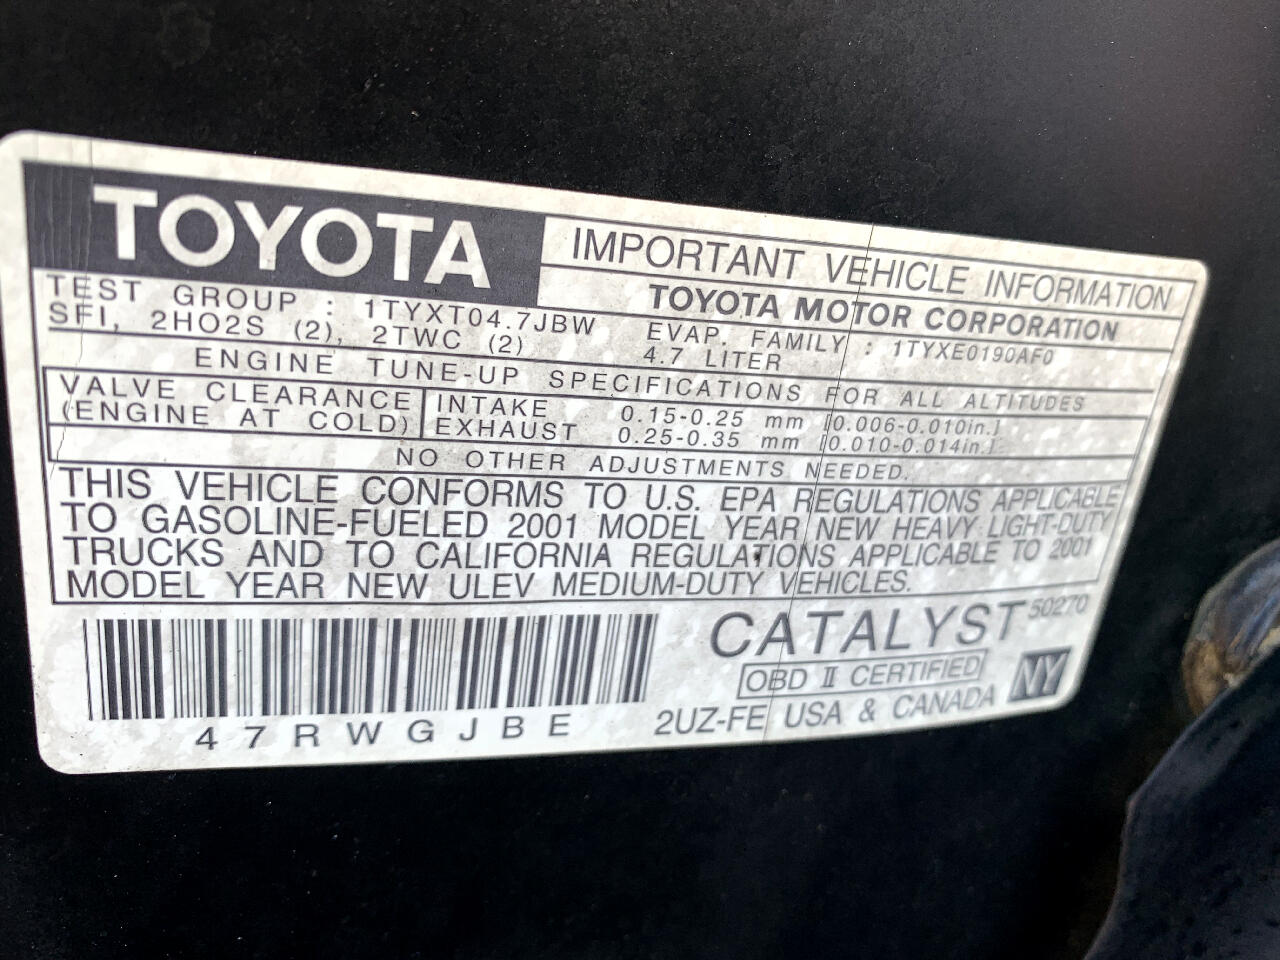 TOYOTA
IMPORTANT VEHICLE INFORMATION
TOYOTA MOTOR CORPORATION
TEST GROUP : 1TYXT04.7JBW EVAP. FAMILY : 1TYXE0190AF0
SFI, 2HO2S (2), 2TWC (2) 4.7 LITER
ENGINE TUNE-UP SPECIFICATIONS FOR ALL ALTITUDES
VALVE CLEARANCE INTAKE 0.15-0.25 mm [0.006-0.010in.]
(ENGINE AT COLD) EXHAUST 0.25-0.35 mm [0.010-0.014in.]
NO OTHER ADJUSTMENTS NEEDED.
THIS VEHICLE CONFORMS TO U.S. EPA REGULATIONS APPLICABLE
TO GASOLINE-FUELED 2001 MODEL YEAR NEW HEAVY LIGHT-DUTY
TRUCKS AND TO CALIFORNIA REGULATIONS APPLICABLE TO 2001
MODEL YEAR NEW ULEV MEDIUM-DUTY VEHICLES.
CATALYST 50270
OBD II CERTIFIED NY
47RWGJBE 2UZ-FE USA & CANADA